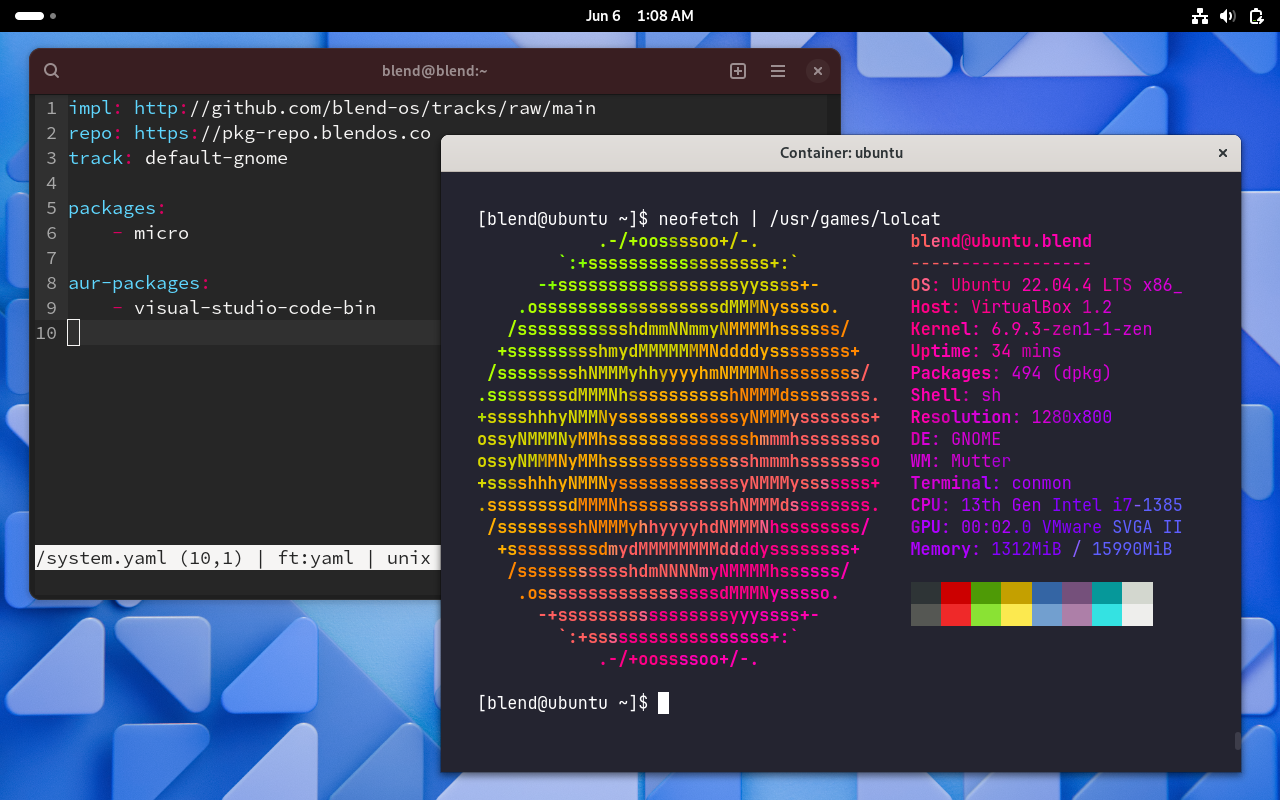 Jun 6 1:08 AM
blend@blend:~
1 impl: http://github.com/blend-os/tracks/raw/main
2 repo: https://pkg-repo.blendos.co
3 track: default-gnome
4
5 packages:
6 - micro
7
8 aur-packages:
9 - visual-studio-code-bin
10
/system.yaml (10,1) | ft:yaml | unix
Container: ubuntu
[blend@ubuntu ~]$ neofetch | /usr/games/lolcat
.-/+oossssoo+/-. blend@ubuntu.blend
`:+ssssssssssssssssss+:` ------------------
-+ssssssssssssssssssyyssss+- OS: Ubuntu 22.04.4 LTS x86_
.ossssssssssssssssssdMMMNysssso. Host: VirtualBox 1.2
/ssssssssssshdmmNNmmyNMMMMhssssss/ Kernel: 6.9.3-zen1-1-zen
+ssssssssshmydMMMMMMMNddddyssssssss+ Uptime: 34 mins
/sssssssshNMMMyhhyyyyhmNMMMNhssssssss/ Packages: 494 (dpkg)
.ssssssssdMMMNhsssssssssshNMMMdssssssss. Shell: sh
+sssshhhyNMMNyssssssssssssyNMMMysssssss+ Resolution: 1280x800
ossyNMMMNyMMhsssssssssssssshmmmhssssssso DE: GNOME
ossyNMMMNyMMhsssssssssssssshmmmhssssssso WM: Mutter
+sssshhhyNMMNyssssssssssssyNMMMysssssss+ Terminal: conmon
.ssssssssdMMMNhsssssssssshNMMMdssssssss. CPU: 13th Gen Intel i7-1385
/sssssssshNMMMyhhyyyyhdNMMMNhssssssss/ GPU: 00:02.0 VMware SVGA II
+sssssssssdmydMMMMMMMMddddyssssssss+ Memory: 1312MiB / 15990MiB
/ssssssssssshdmNNNNmyNMMMMhssssss/
.ossssssssssssssssssdMMMNysssso.
-+sssssssssssssssssyyyssss+-
`:+ssssssssssssssssss+:`
.-/+oossssoo+/-.
[blend@ubuntu ~]$